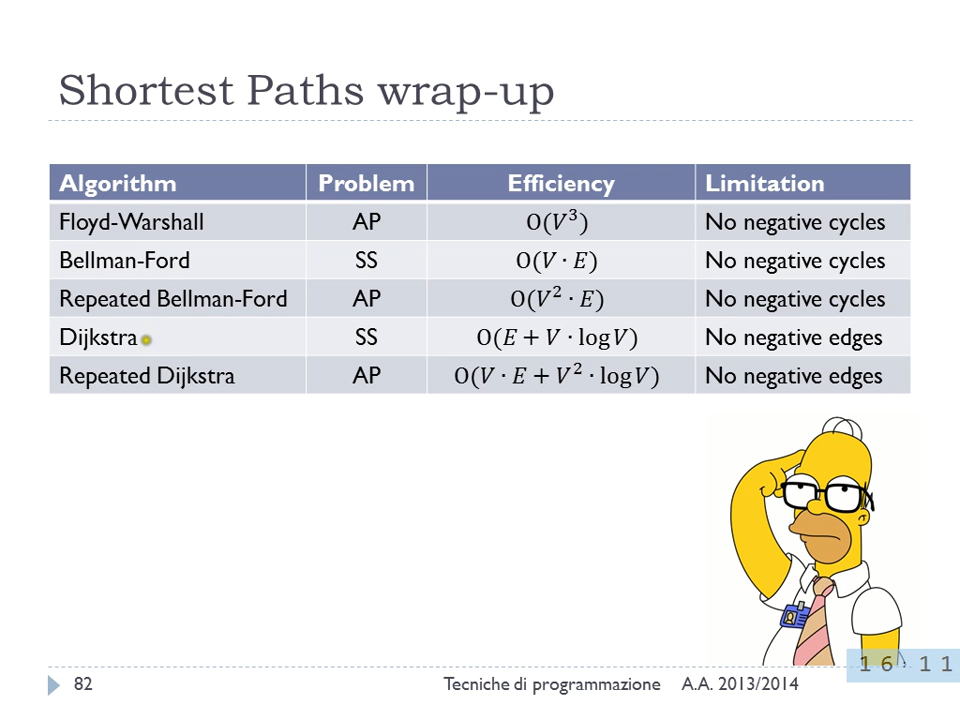 Shortest Paths wrap-up
Algorithm Problem Efficiency Limitation
Floyd-Warshall AP O(V³) No negative cycles
Bellman-Ford SS O(V · E) No negative cycles
Repeated Bellman-Ford AP O(V² · E) No negative cycles
Dijkstra SS O(E + V · log V) No negative edges
Repeated Dijkstra AP O(V · E + V² · log V) No negative edges
82 Tecniche di programmazione A.A. 2013/2014
16 11